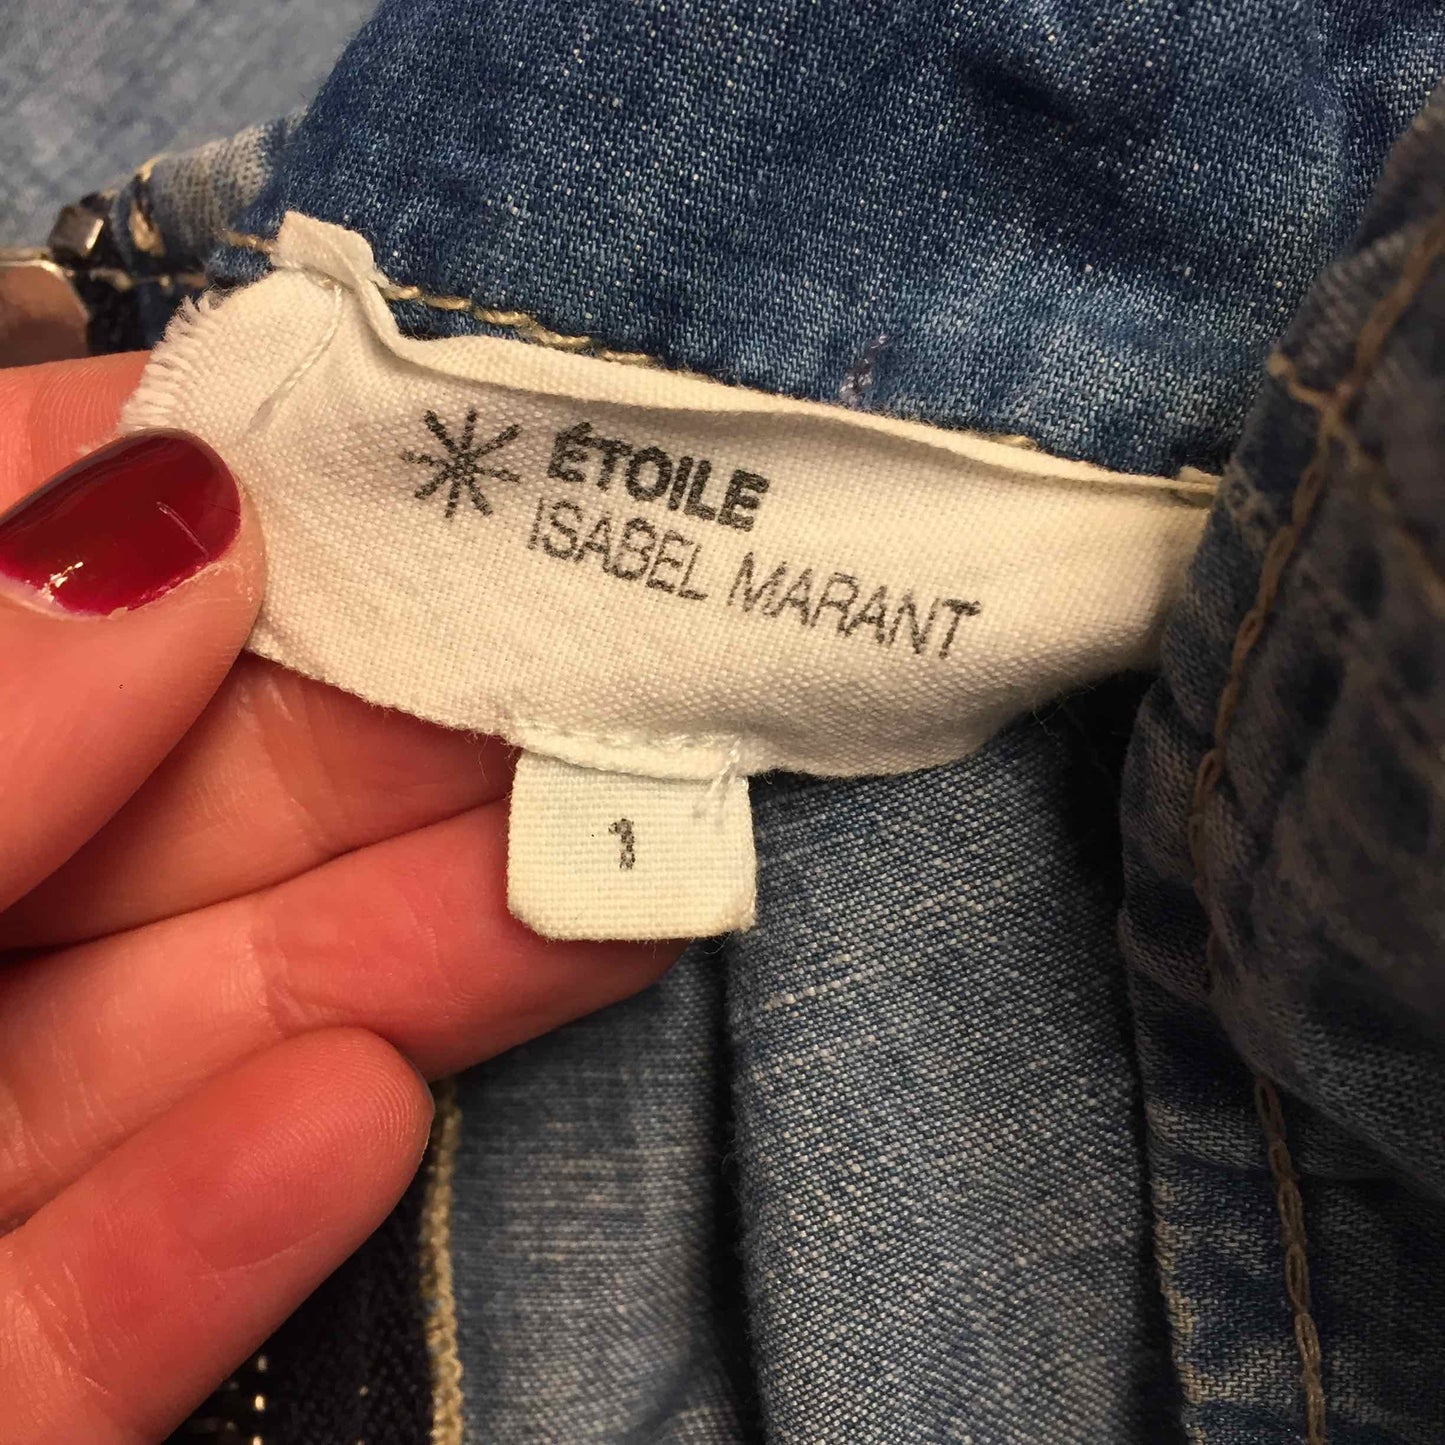 ÉTOILE
ISABEL MARANT
1